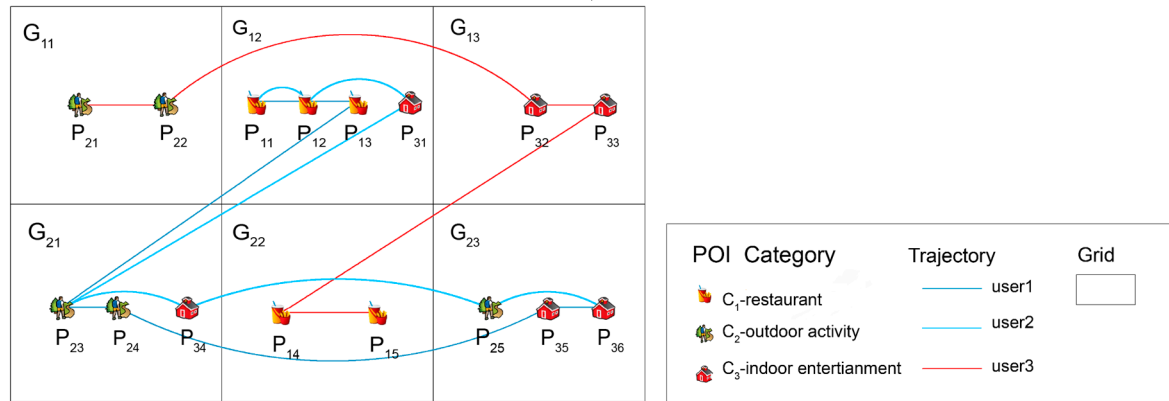 G11 G12 G13
P21 P22 P11 P12 P13 P31 P32 P33
G21 G22 G23
P23 P24 P34 P14 P15 P25 P35 P36
POI Category Trajectory Grid
C1-restaurant user1
C2-outdoor activity user2
C3-indoor entertianment user3